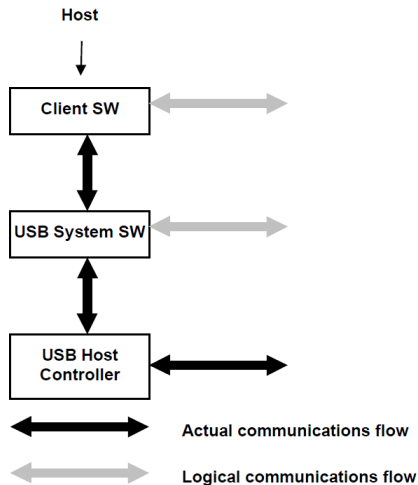 Host
Client SW
USB System SW
USB Host
Controller
Actual communications flow
Logical communications flow